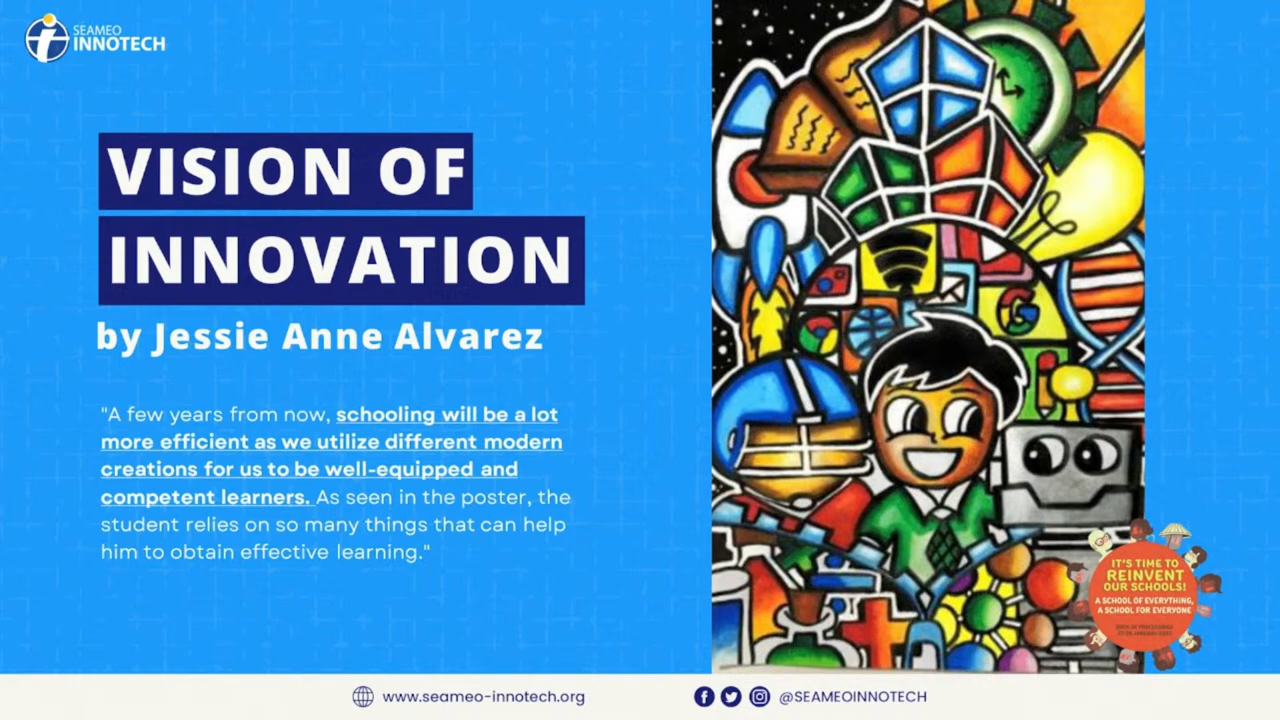 SEAMEO
INNOTECH
VISION OF
INNOVATION
by Jessie Anne Alvarez
"A few years from now, schooling will be a lot
more efficient as we utilize different modern
creations for us to be well-equipped and
competent learners. As seen in the poster, the
student relies on so many things that can help
him to obtain effective learning."
IT'S TIME TO
REINVENT
OUR SCHOOLS!
A SCHOOL OF EVERYTHING,
A SCHOOL FOR EVERYONE
www.seameo-innotech.org
@SEAMEOINNOTECH